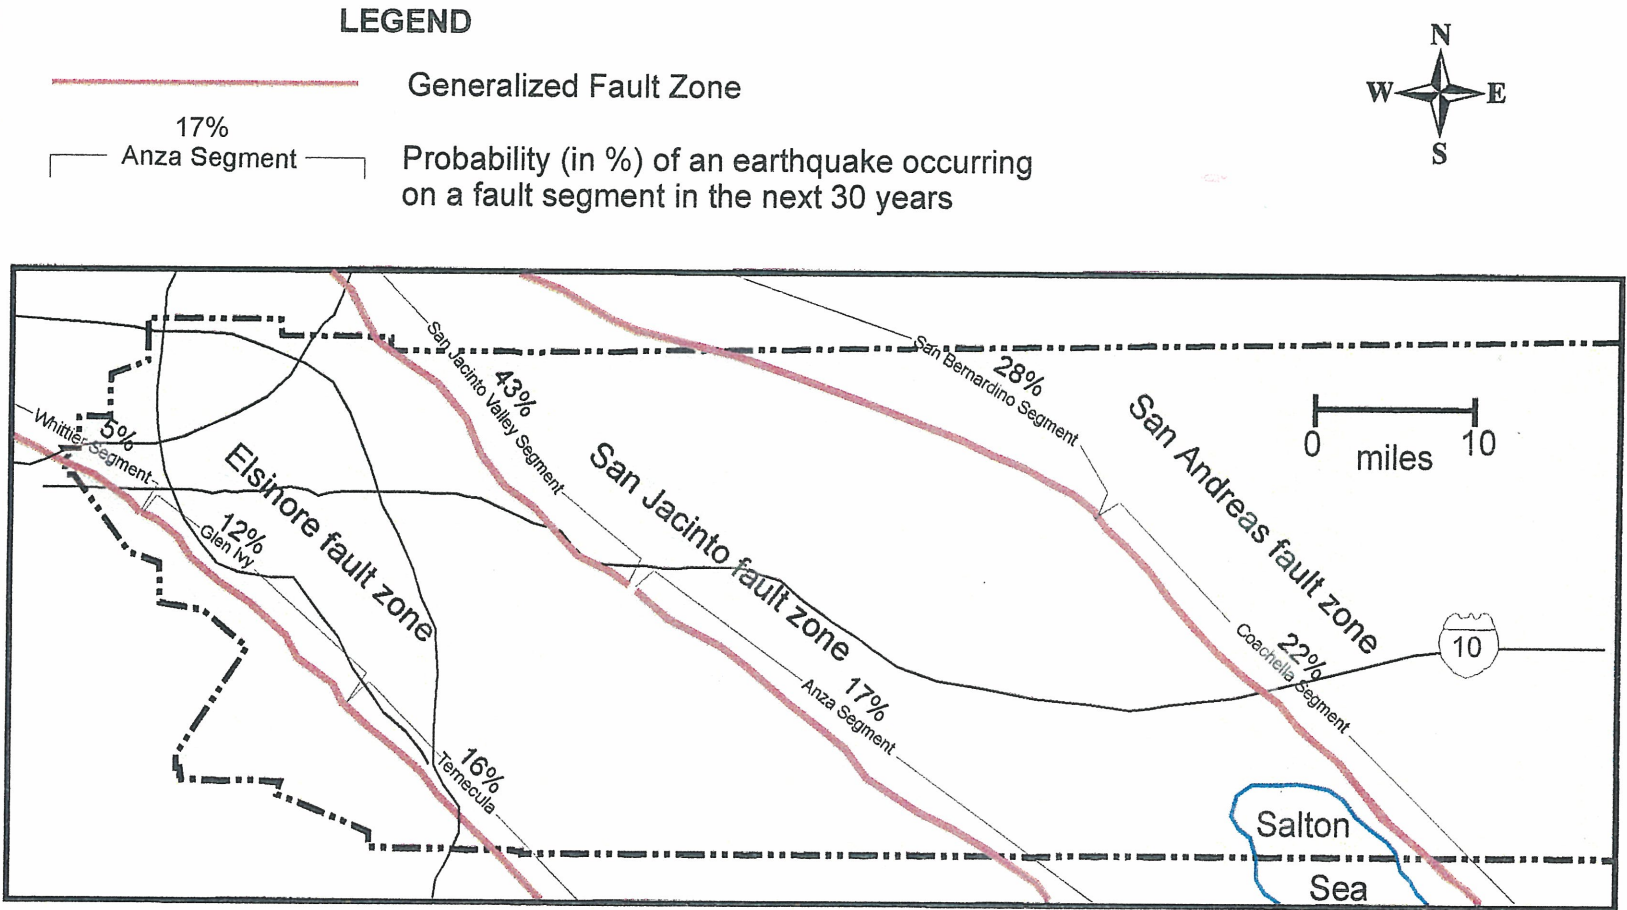 LEGEND
N
W E
S
Generalized Fault Zone
17%
Anza Segment
Probability (in %) of an earthquake occurring
on a fault segment in the next 30 years
San Jacinto Valley Segment
43%
San Bernardino Segment
28%
San Andreas fault zone
0 10
miles
Whittier Segment
5%
Elsinore fault zone
San Jacinto fault zone
12%
Glen Ivy
Coachella Segment
22%
10
17%
Anza Segment
16%
Temecula
Salton
Sea